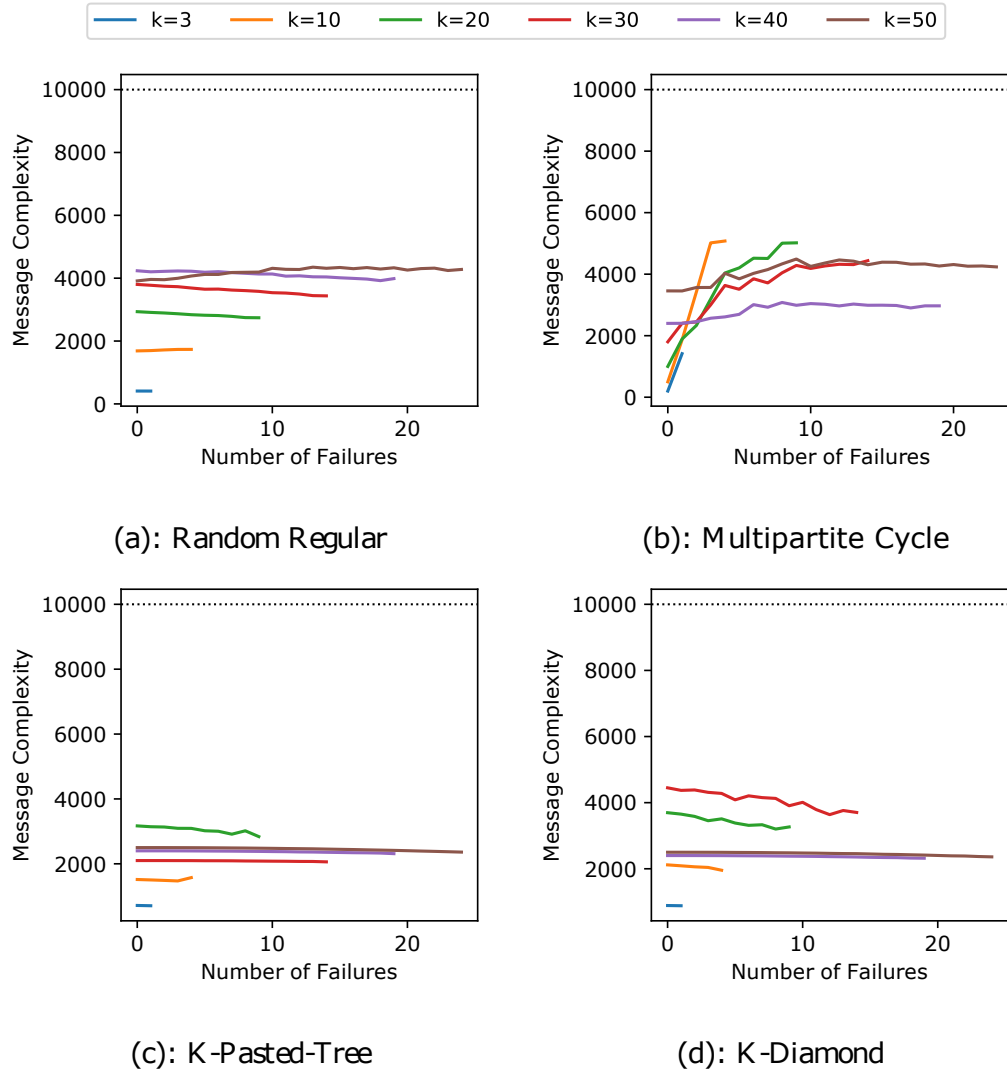 k=3 k=10 k=20 k=30 k=40 k=50
10000
8000
6000
4000
2000
0
Message Complexity
0 10 20
Number of Failures
(a): Random Regular
10000
8000
6000
4000
2000
0
Message Complexity
0 10 20
Number of Failures
(b): Multipartite Cycle
10000
8000
6000
4000
2000
Message Complexity
0 10 20
Number of Failures
(c): K-Pasted-Tree
10000
8000
6000
4000
2000
Message Complexity
0 10 20
Number of Failures
(d): K-Diamond